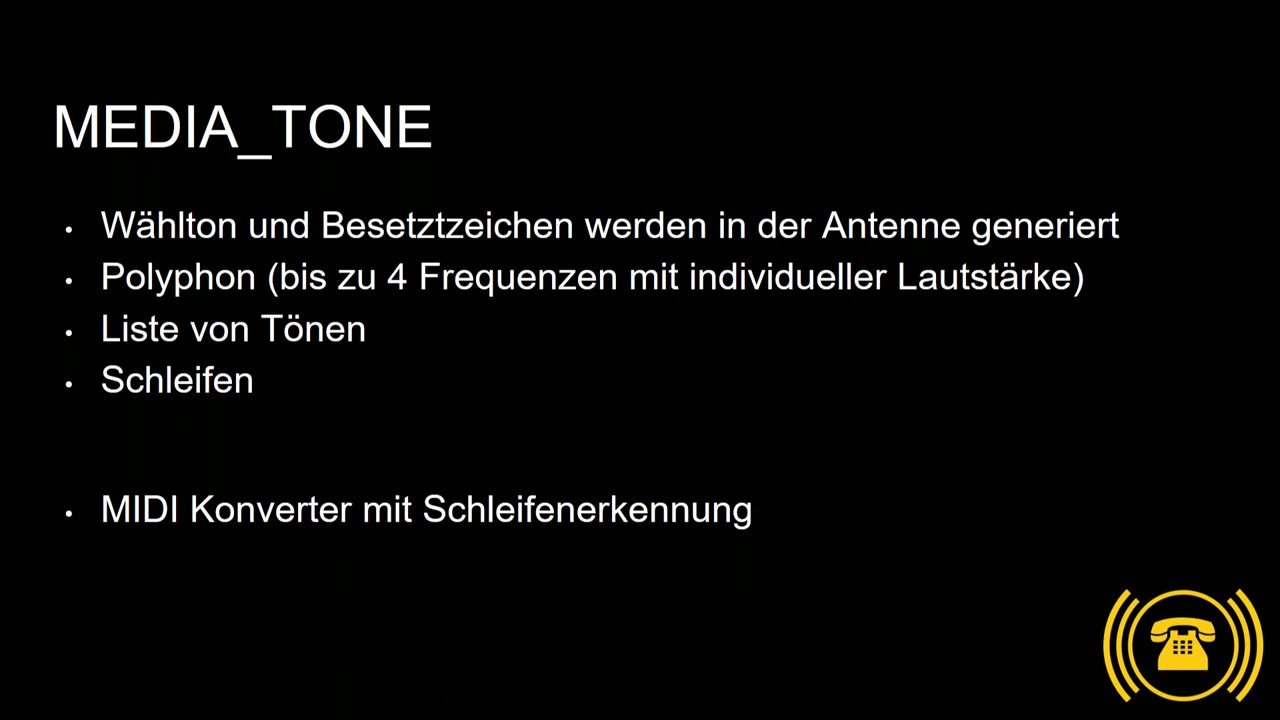 MEDIA_TONE
• Wählton und Besetztzeichen werden in der Antenne generiert
• Polyphon (bis zu 4 Frequenzen mit individueller Lautstärke)
• Liste von Tönen
• Schleifen
• MIDI Konverter mit Schleifenerkennung